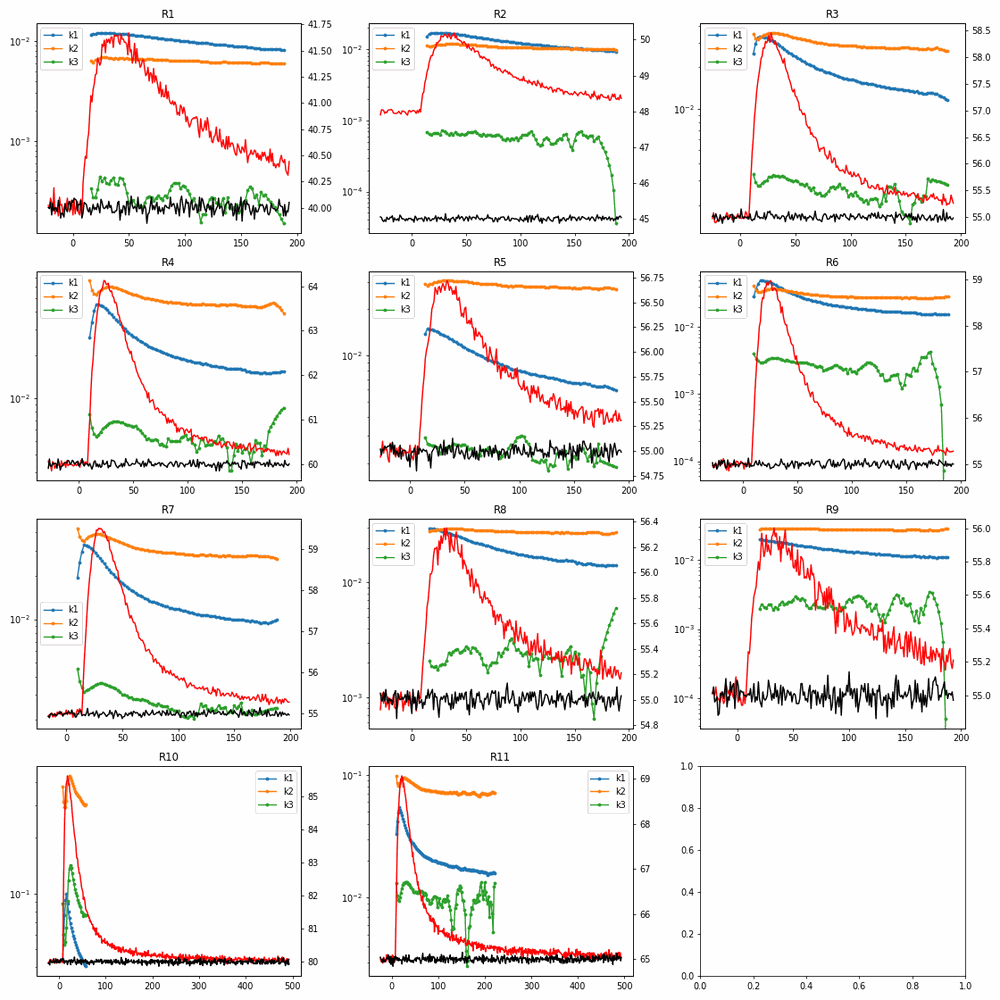 R1
k1
k2
k3
10⁻²
10⁻³
41.75
41.50
41.25
41.00
40.75
40.50
40.25
40.00
0 50 100 150 200
R2
k1
k2
k3
10⁻²
10⁻³
10⁻⁴
50
49
48
47
46
45
0 50 100 150 200
R3
k1
k2
k3
10⁻²
58.5
58.0
57.5
57.0
56.5
56.0
55.5
55.0
0 50 100 150 200
R4
k1
k2
k3
10⁻²
64
63
62
61
60
0 50 100 150 200
R5
k1
k2
k3
10⁻²
56.75
56.50
56.25
56.00
55.75
55.50
55.25
55.00
54.75
0 50 100 150 200
R6
k1
k2
k3
10⁻²
10⁻³
10⁻⁴
59
58
57
56
55
0 50 100 150 200
R7
k1
k2
k3
10⁻²
59
58
57
56
55
0 50 100 150 200
R8
k1
k2
k3
10⁻²
10⁻³
56.4
56.2
56.0
55.8
55.6
55.4
55.2
55.0
54.8
0 50 100 150 200
R9
k1
k2
k3
10⁻²
10⁻³
10⁻⁴
56.0
55.8
55.6
55.4
55.2
55.0
0 50 100 150 200
R10
k1
k2
k3
10⁻¹
85
84
83
82
81
80
0 100 200 300 400 500
R11
k1
k2
k3
10⁻¹
10⁻²
69
68
67
66
65
0 100 200 300 400 500
1.0
0.8
0.6
0.4
0.2
0.0
0.0 0.2 0.4 0.6 0.8 1.0